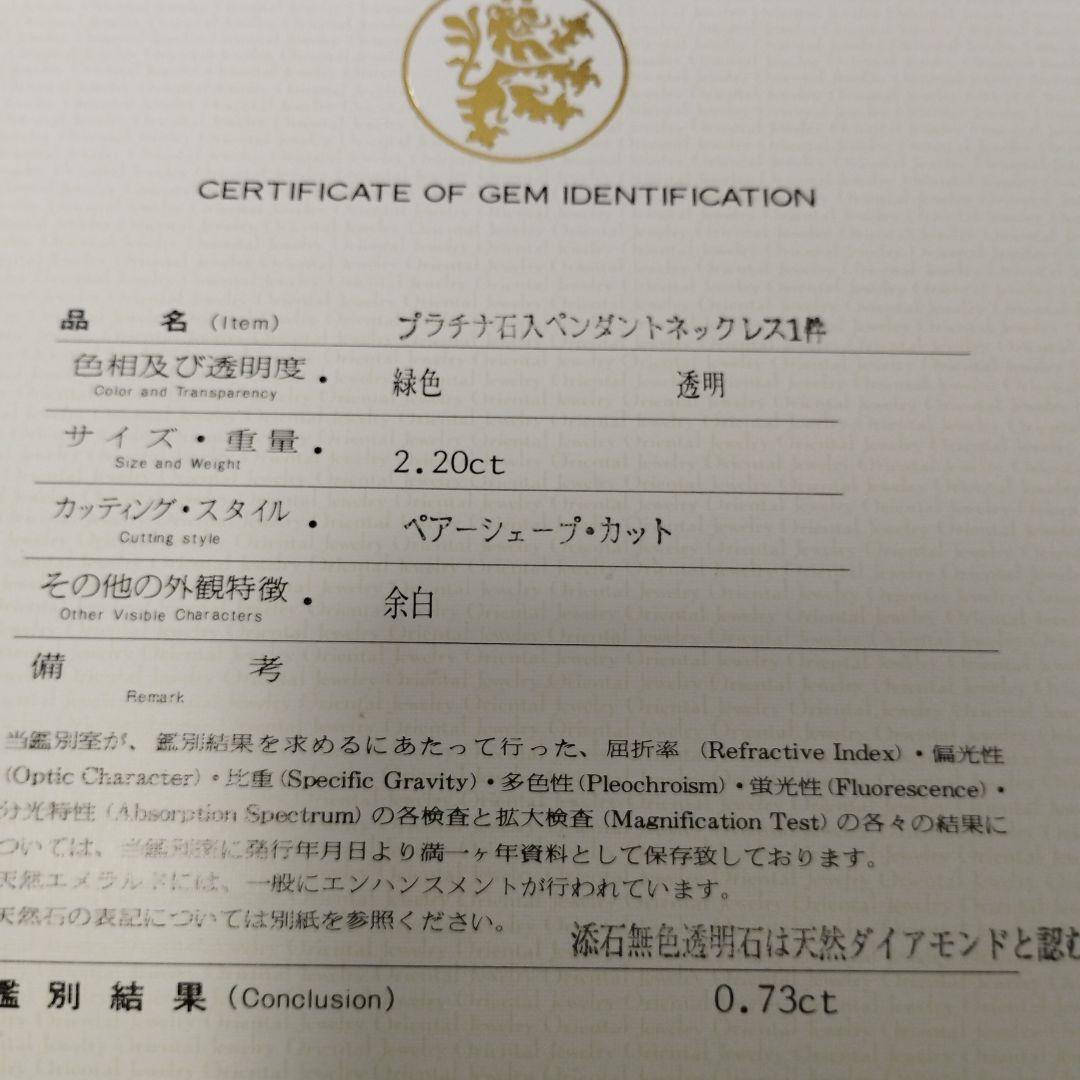 CERTIFICATE OF GEM IDENTIFICATION
品 名 (Item) プラチナ石入ペンダントネックレス1件
色相及び透明度 • 緑色 透明
Color and Transparency
サイズ・重量 • 2.20ct
Size and Weight
カッティング・スタイル • ペアーシェープ・カット
Cutting style
その他の外観特徴 • 余白
Other Visible Characters
備 考
Remark
当鑑別室が、鑑別結果を求めるにあたって行った、屈折率 (Refractive Index)・偏光性
(Optic Character)・比重(Specific Gravity)・多色性(Pleochroism)・蛍光性(Fluorescence)・
分光特性 (Absorption Spectrum) の各検査と拡大検査 (Magnification Test) の各々の結果に
ついては、当鑑別室に発行年月日より満一ヶ年資料として保存致しております。
天然エメラルドには、一般にエンハンスメントが行われています。
天然石の表記については別紙を参照ください。
添石無色透明石は天然ダイアモンドと認む
鑑別結果 (Conclusion) 0.73ct